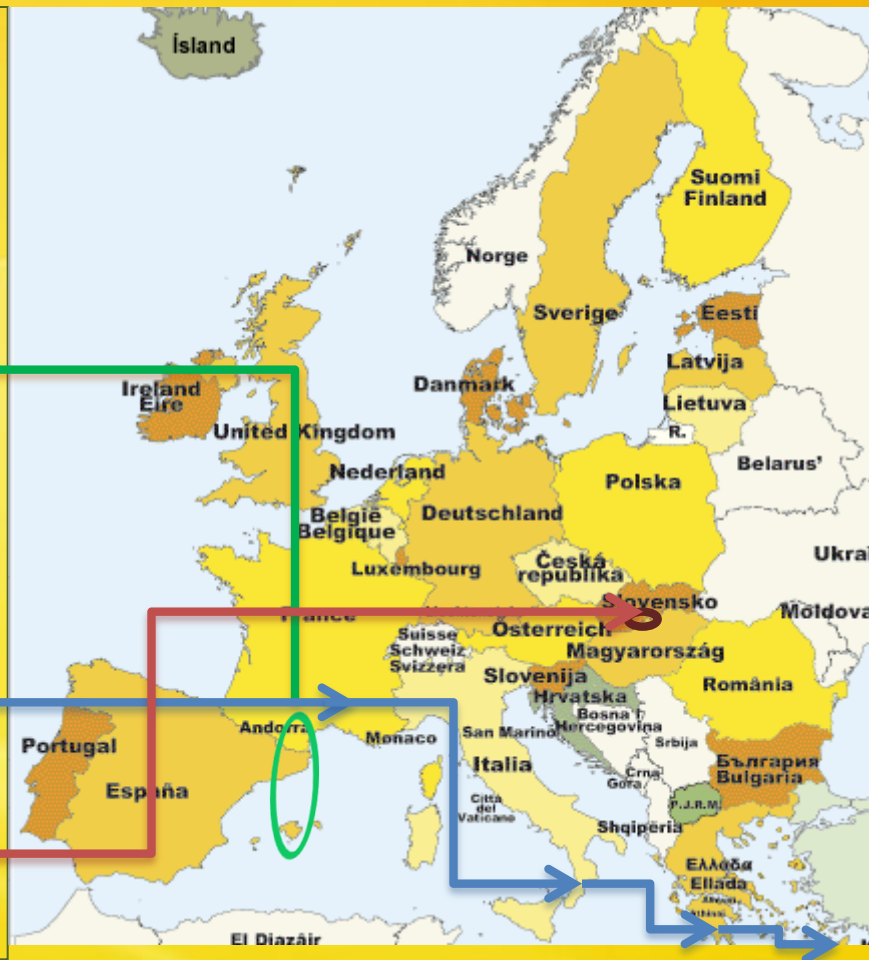 Ísland
Suomi
Finland
Norge
Sverige
Eesti
Latvija
Danmark
Ireland
Éire
Lietuva
R.
United Kingdom
Belarus’
Nederland
Polska
België
Belgique
Deutschland
Česká
republika
Ukraï
Luxembourg
Slovensko
Moldova
France
Österreich
Suisse
Schweiz
Svizzera
Magyarország
Slovenija
România
Hrvatska
Bosna i
Hercegovina
Andorra
Monaco
San Marino
Srbija
Portugal
Italia
България
Bulgaria
Crna
Gora
España
Città
del
Vaticano
P.J.R.M.
Shqipëria
Ελλάδα
Ellada
El Djazâir